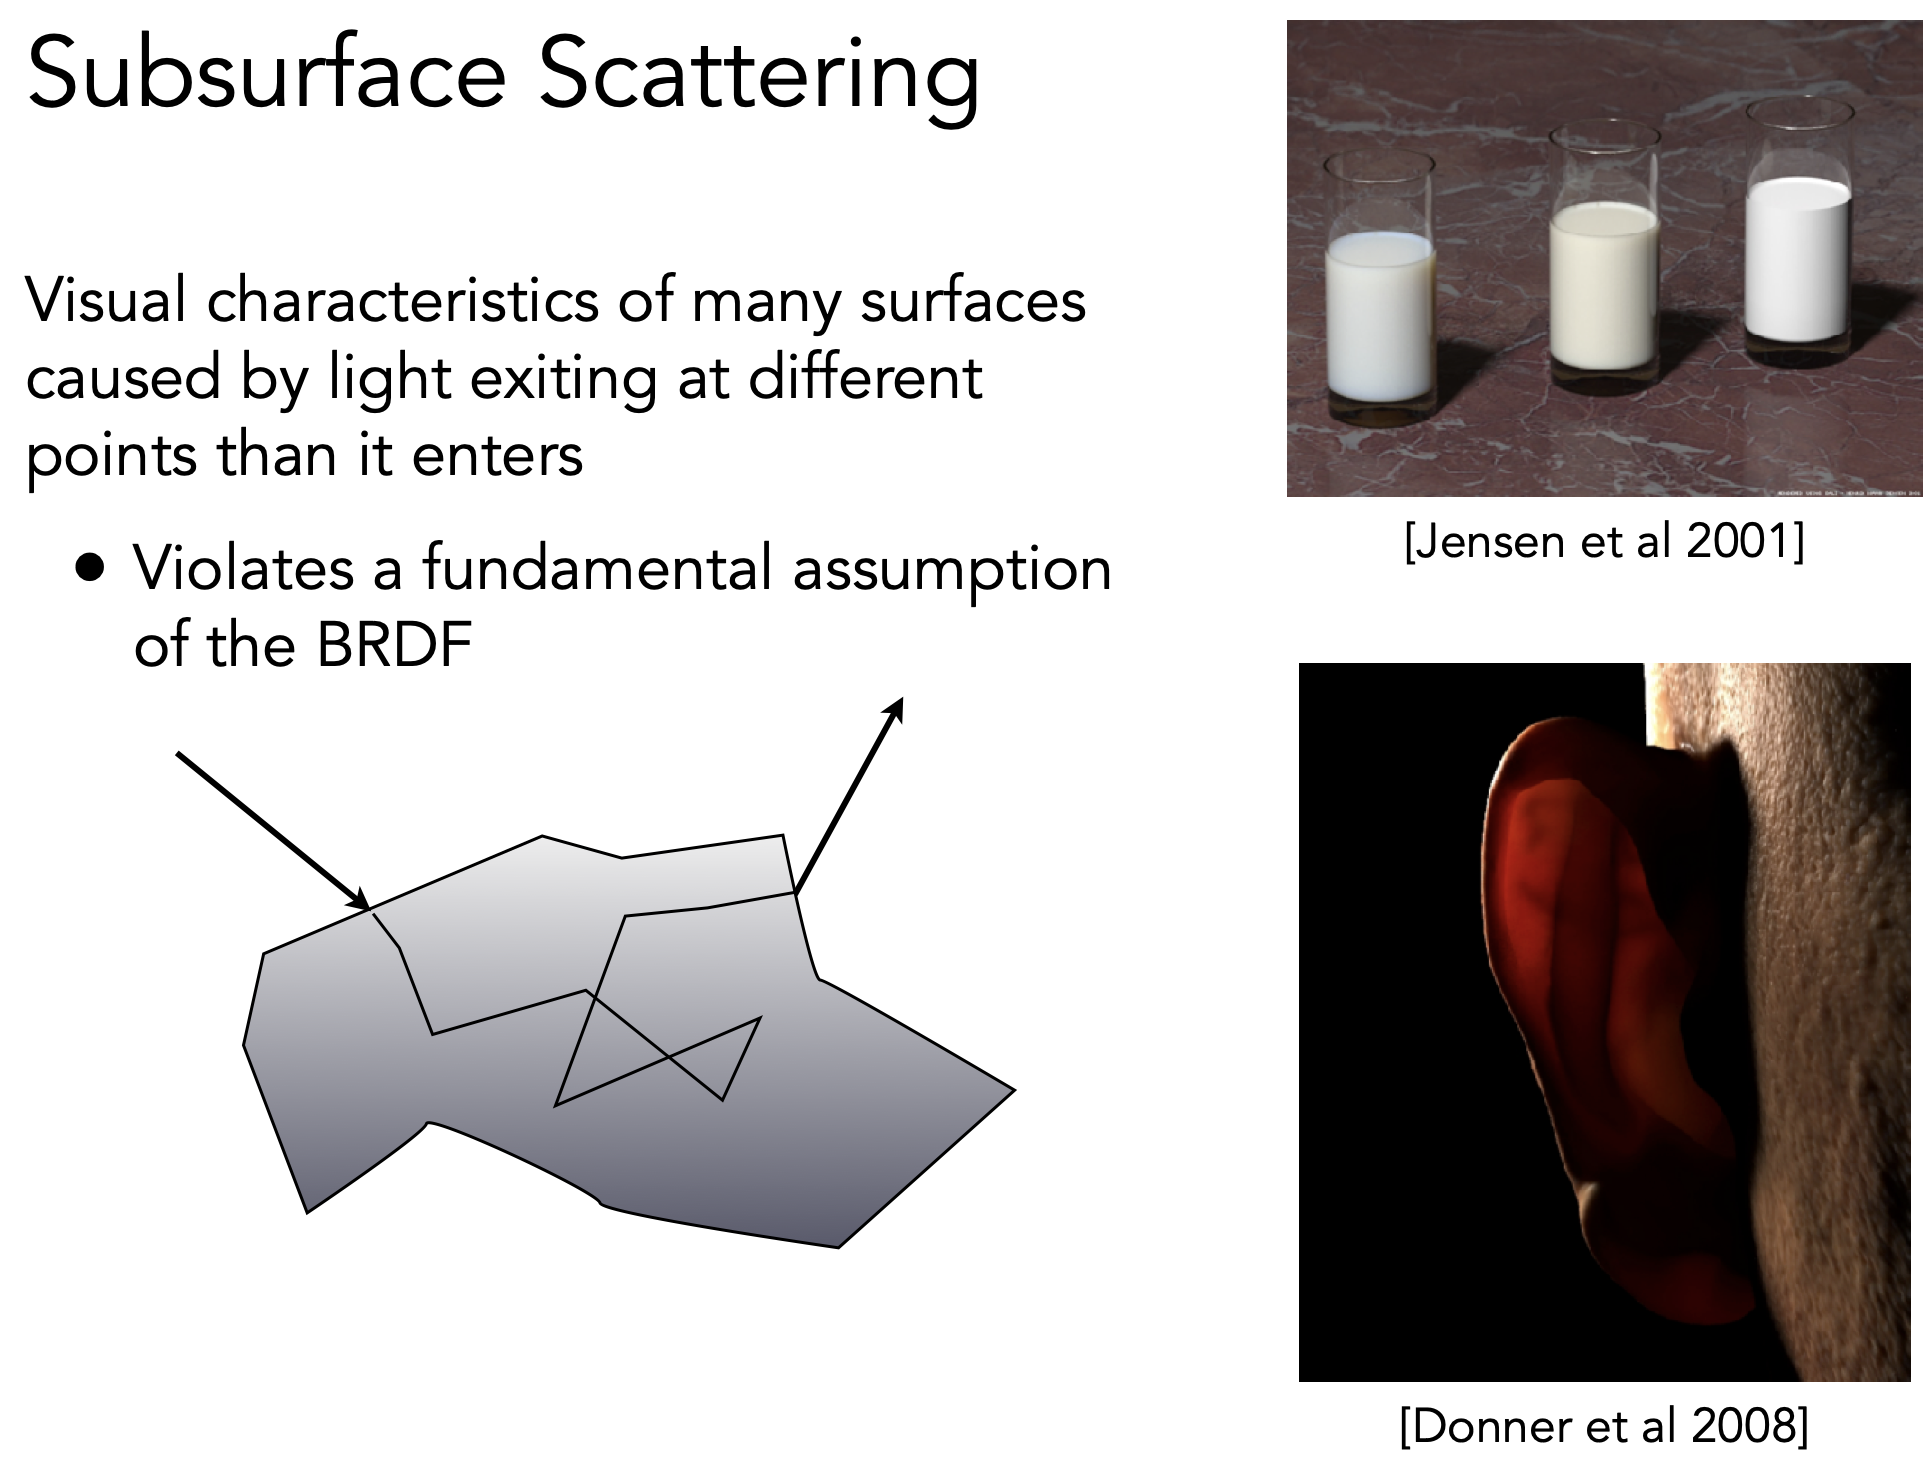 Subsurface Scattering
Visual characteristics of many surfaces
caused by light exiting at different
points than it enters
• Violates a fundamental assumption
of the BRDF
[Jensen et al 2001]
[Donner et al 2008]